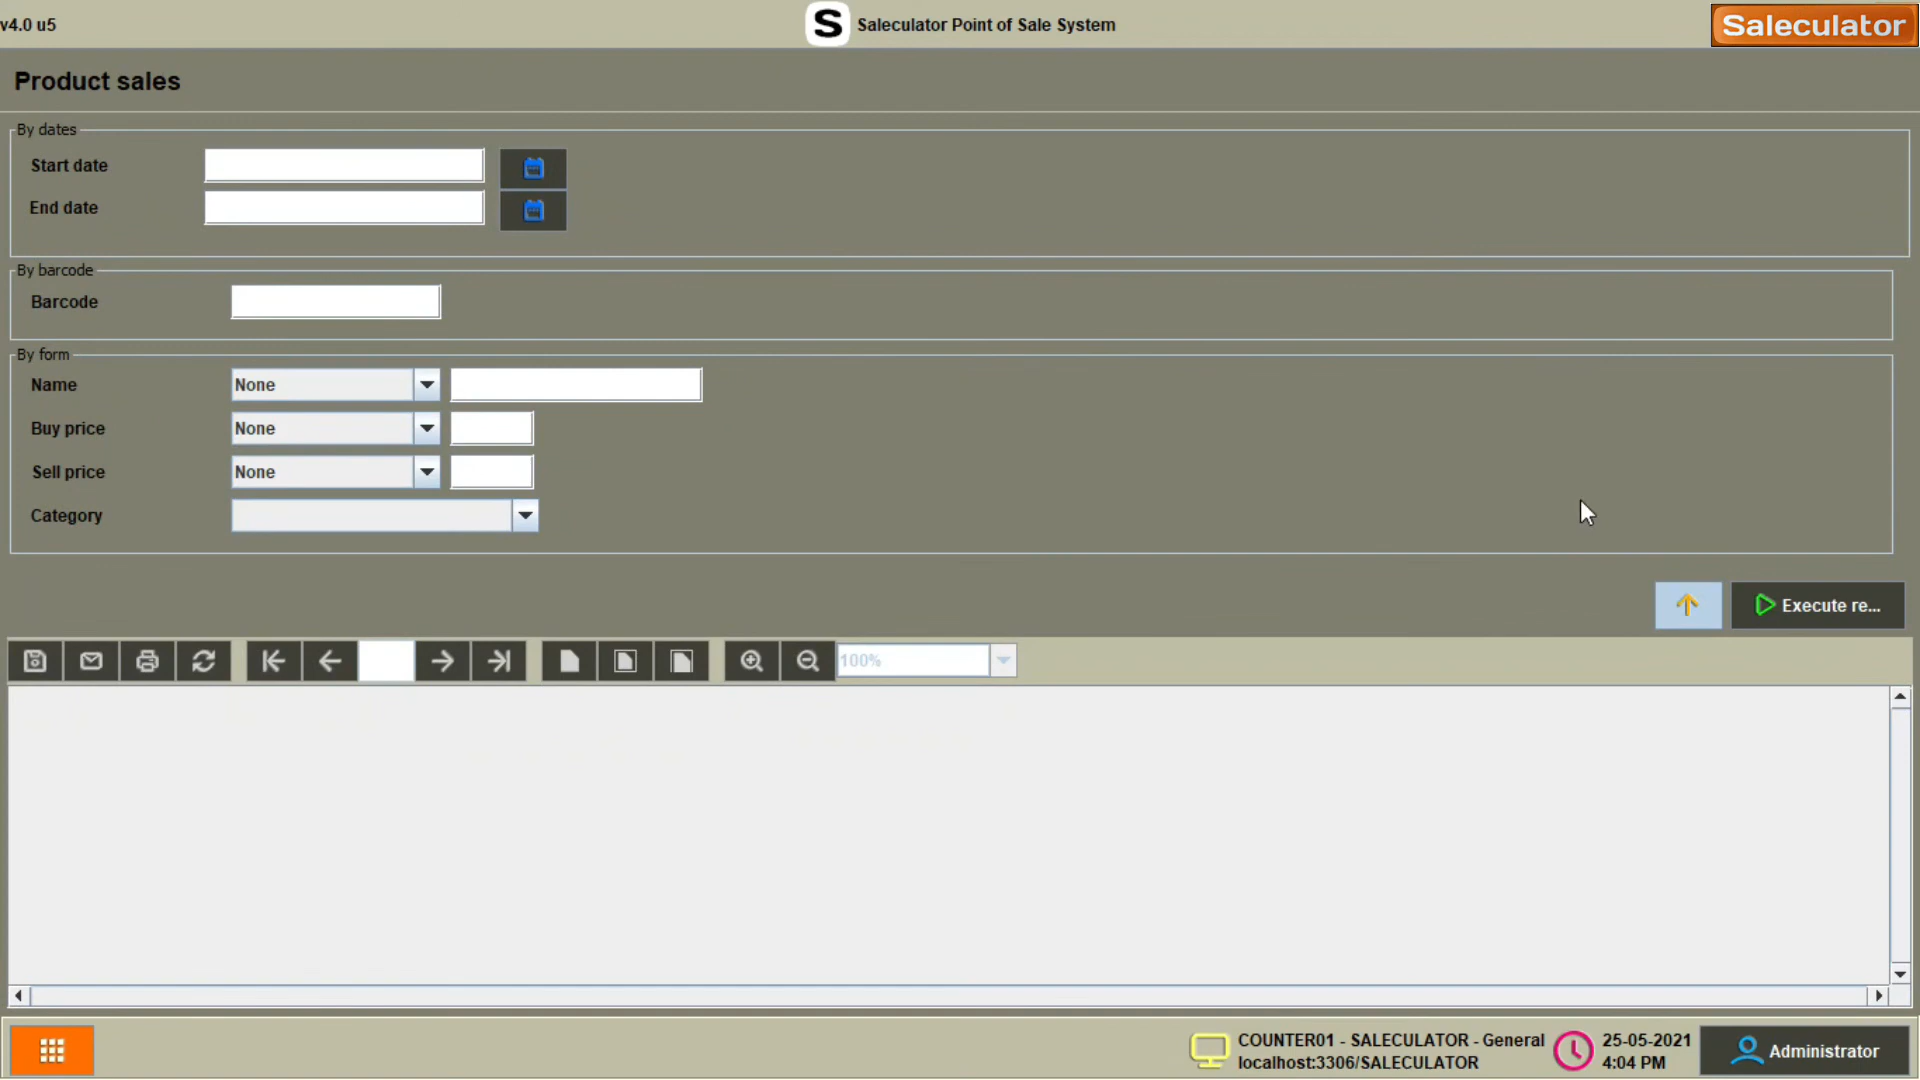 v4.0 u5
S Saleculator Point of Sale System
Saleculator
Product sales
By dates
Start date
End date
By barcode
Barcode
By form
Name None
Buy price None
Sell price None
Category
Execute re...
100%
COUNTER01 - SALECULATOR - General
localhost:3306/SALECULATOR
25-05-2021
4:04 PM
Administrator